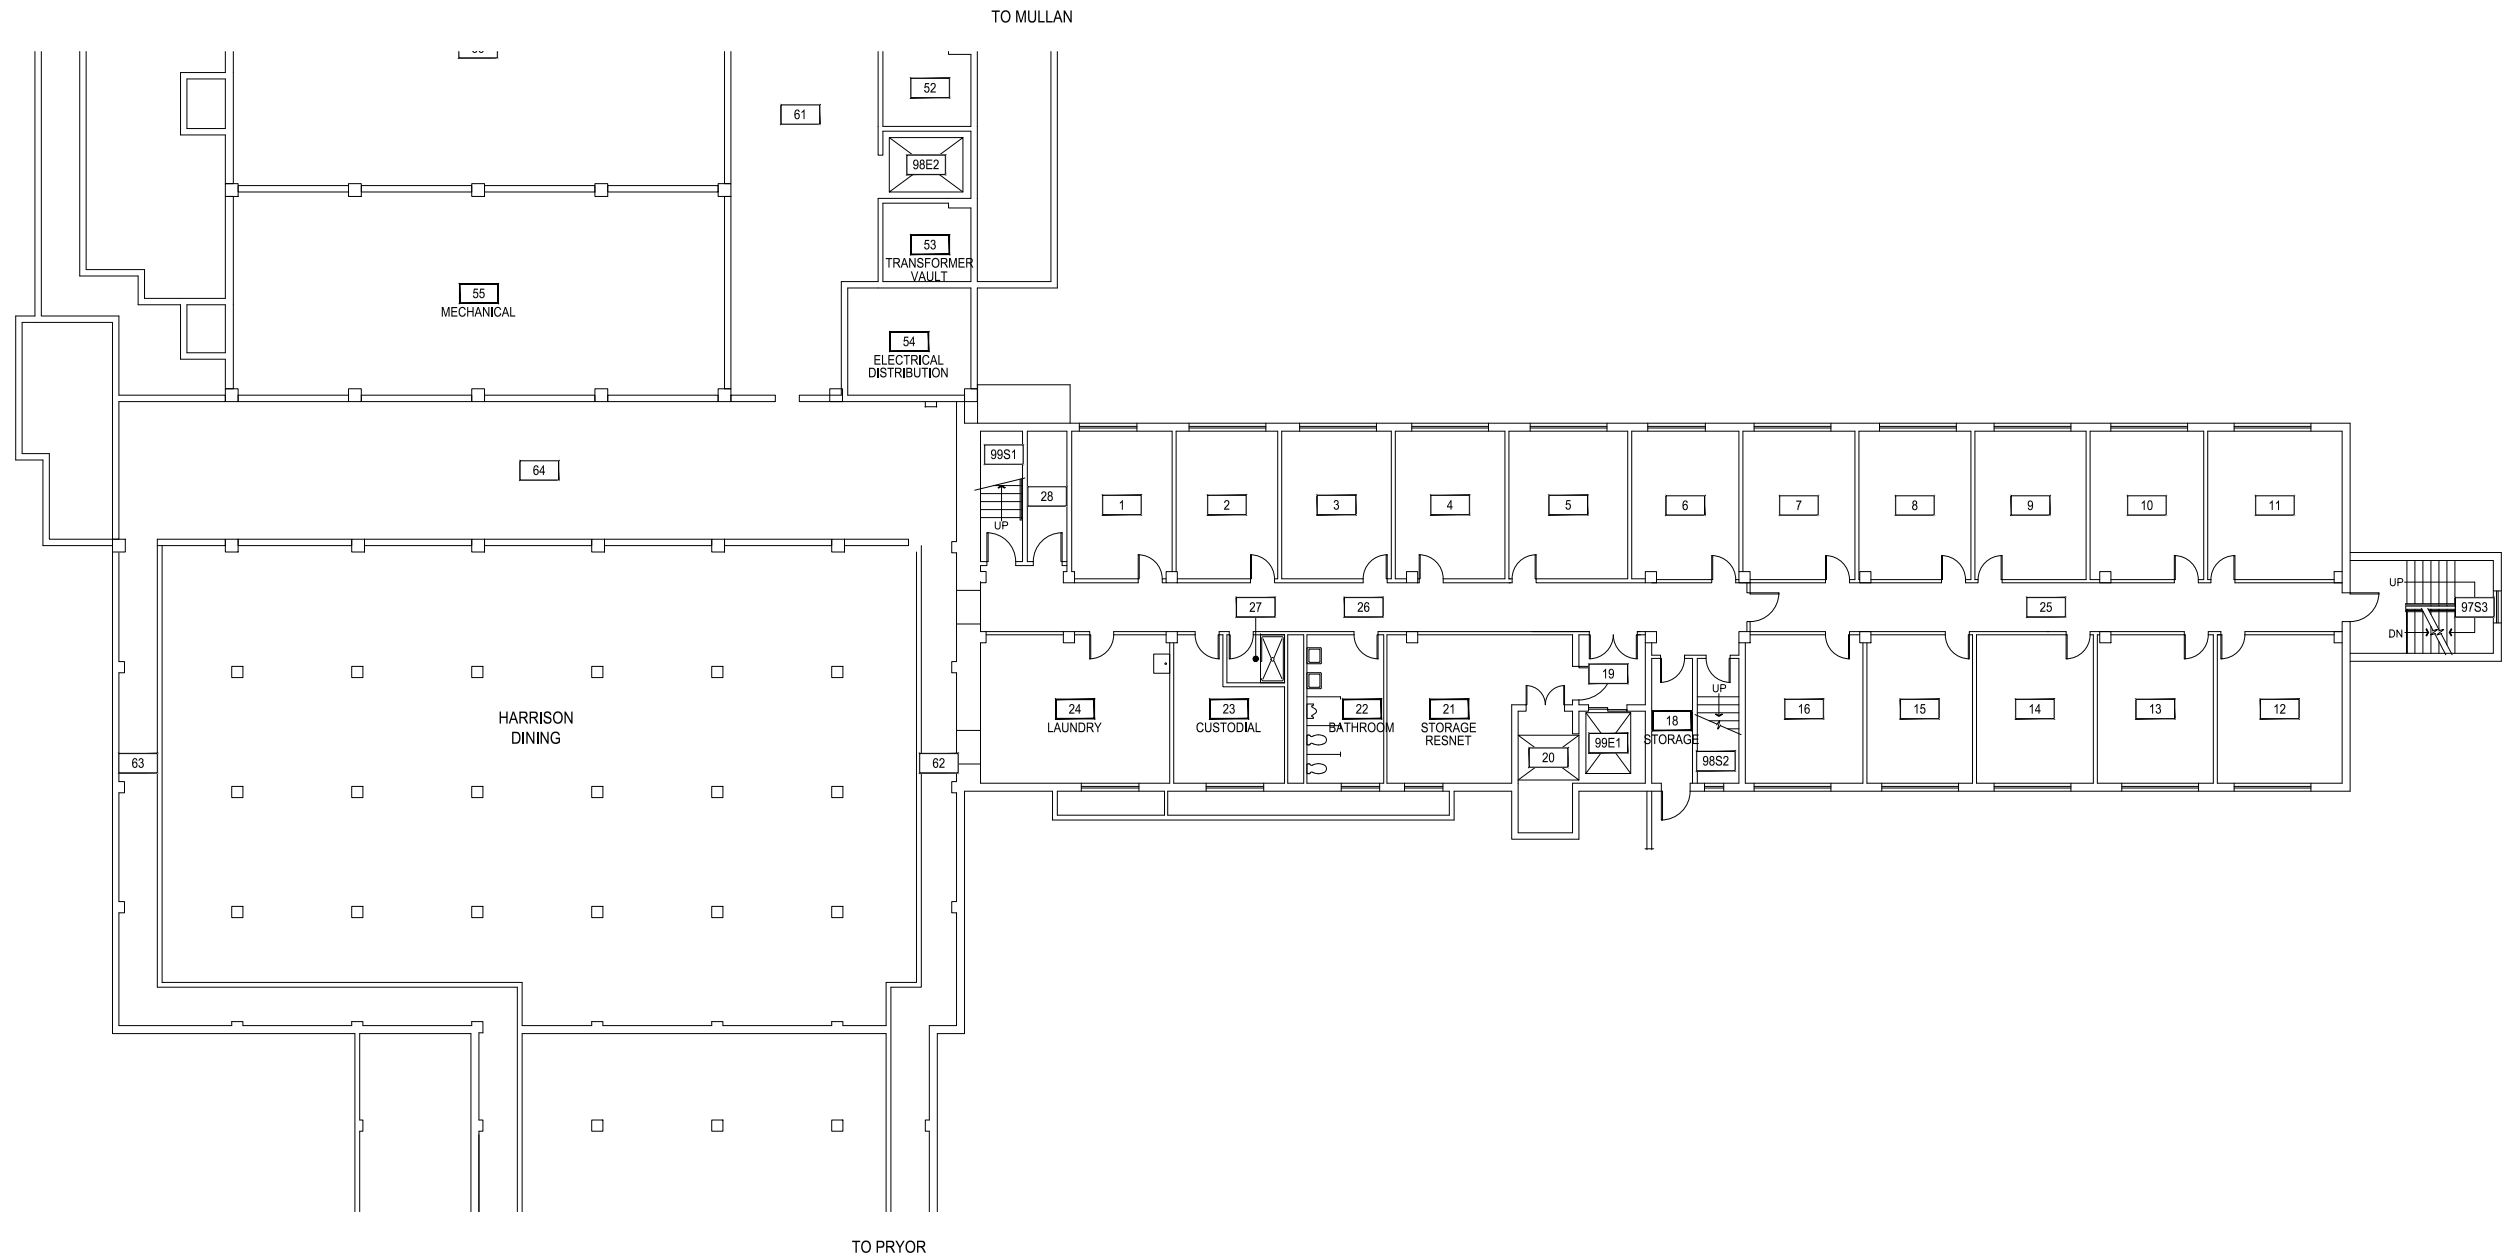 TO MULLAN
52
61
98E2
53
TRANSFORMER
VAULT
55
MECHANICAL
54
ELECTRICAL
DISTRIBUTION
99S1
64
28
UP
1
2
3
4
5
6
7
8
9
10
11
27
26
25
UP
97S3
DN
19
UP
24
LAUNDRY
23
CUSTODIAL
22
BATHROOM
21
STORAGE
RESNET
18
STORAGE
16
15
14
13
12
HARRISON
DINING
99E1
20
98S2
63
62
TO PRYOR